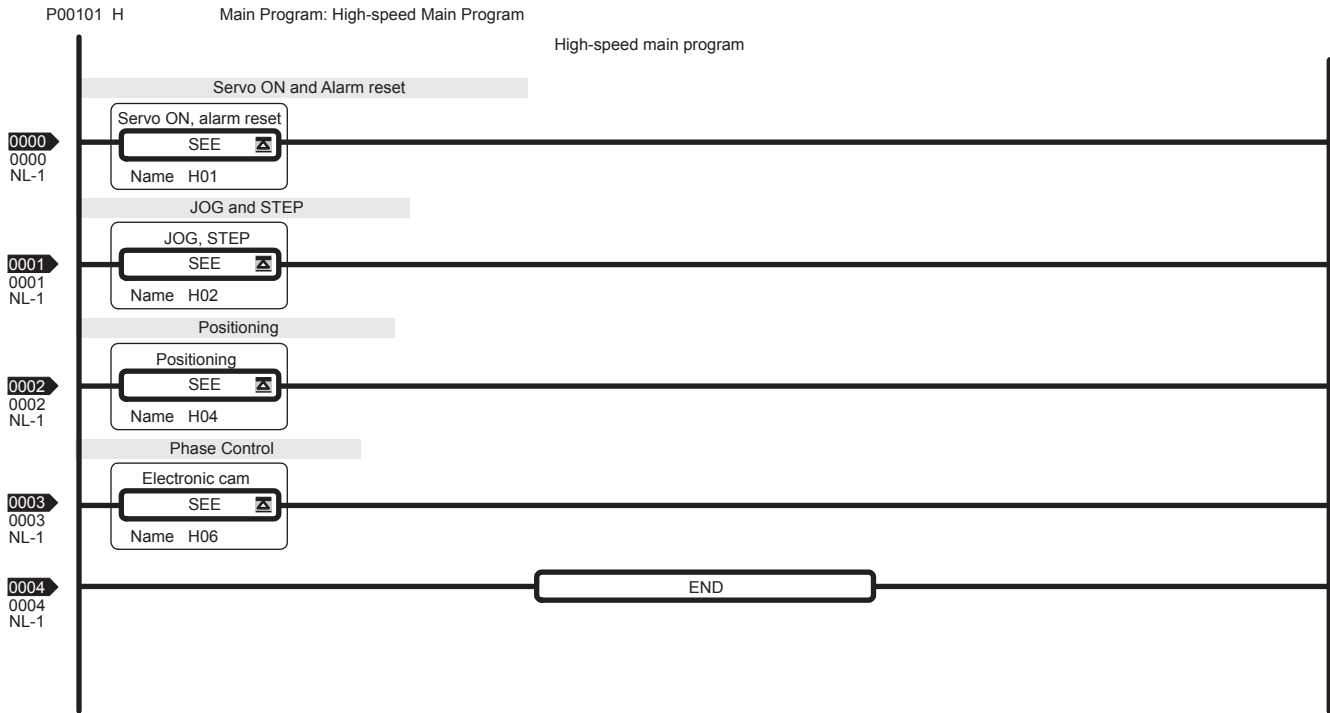 P00101 H Main Program: High-speed Main Program
High-speed main program
Servo ON and Alarm reset
Servo ON, alarm reset
0000 SEE
0000
NL-1 Name H01
JOG and STEP
JOG, STEP
0001 SEE
0001
NL-1 Name H02
Positioning
Positioning
0002 SEE
0002
NL-1 Name H04
Phase Control
Electronic cam
0003 SEE
0003
NL-1 Name H06
0004 END
0004
NL-1